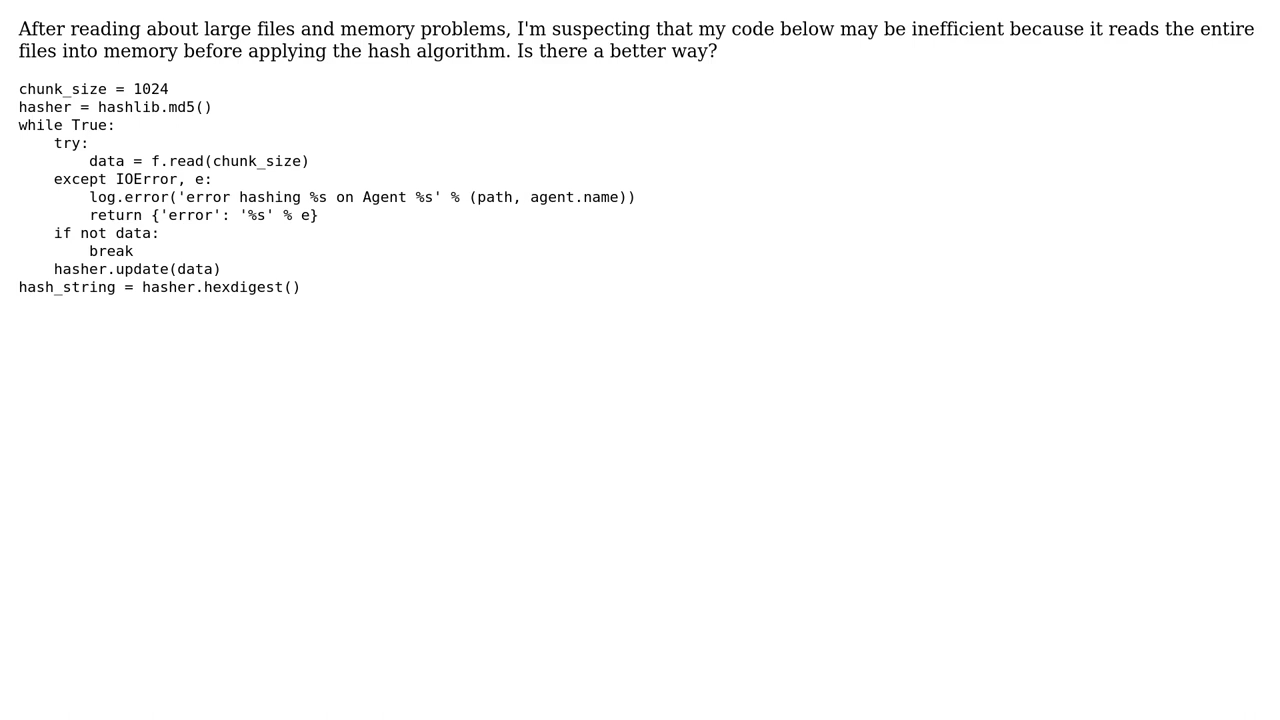 After reading about large files and memory problems, I'm suspecting that my code below may be inefficient because it reads the entire
files into memory before applying the hash algorithm. Is there a better way?
chunk_size = 1024
hasher = hashlib.md5()
while True:
    try:
        data = f.read(chunk_size)
    except IOError, e:
        log.error('error hashing %s on Agent %s' % (path, agent.name))
        return {'error': '%s' % e}
    if not data:
        break
    hasher.update(data)
hash_string = hasher.hexdigest()